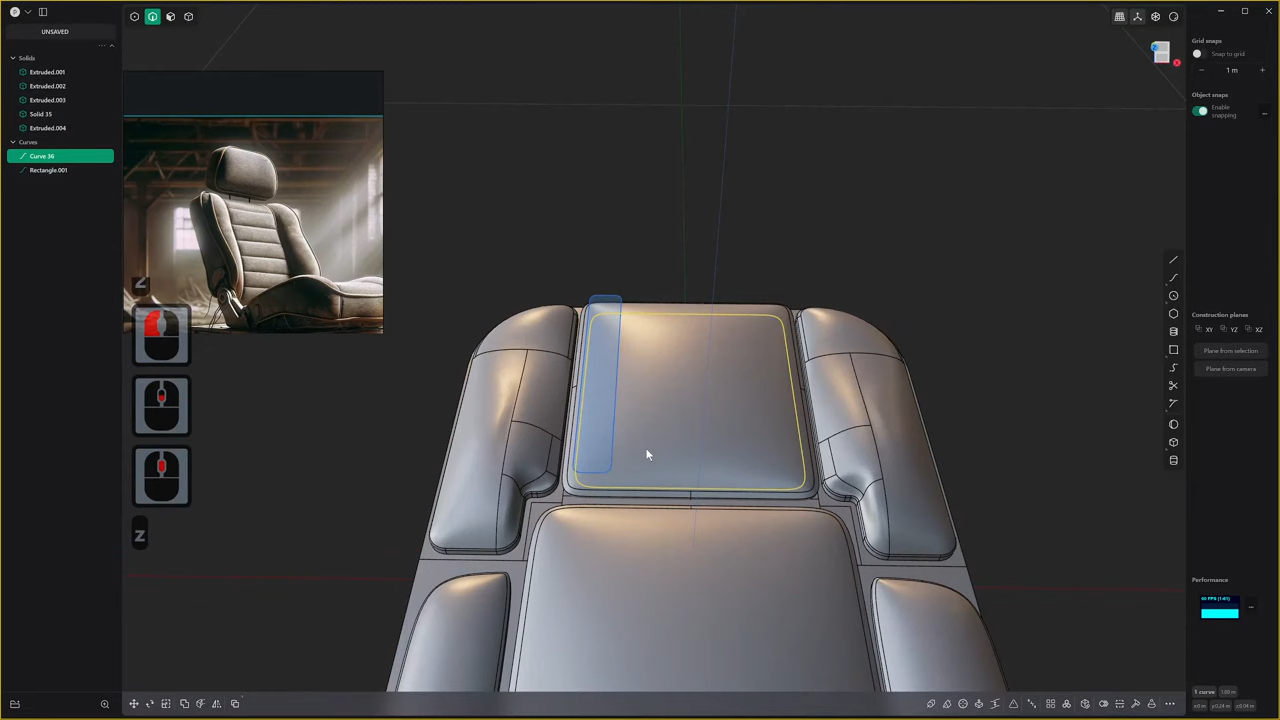 P
UNSAVED
Solids
Extruded.001
Extruded.002
Extruded.003
Solid 35
Extruded.004
Curves
Curve 36
Rectangle.001
Z
Z
Grid snaps
Snap to grid
1 m
Object snaps
Enable
snapping
Construction planes
XY YZ XZ
Plane from selection
Plane from camera
Performance
1 curve